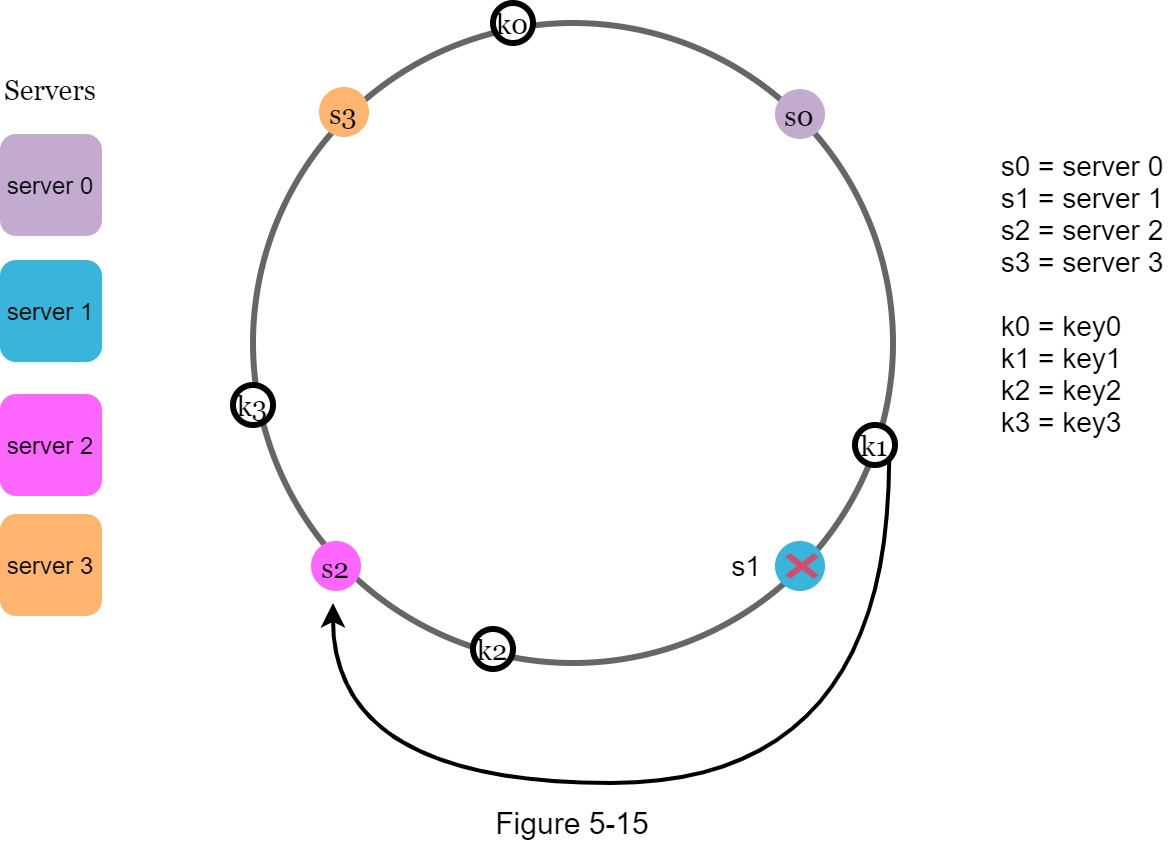 Servers
server 0
server 1
server 2
server 3
k0
s0
s3
k3
k1
s2
s1
k2
s0 = server 0
s1 = server 1
s2 = server 2
s3 = server 3
k0 = key0
k1 = key1
k2 = key2
k3 = key3
Figure 5-15